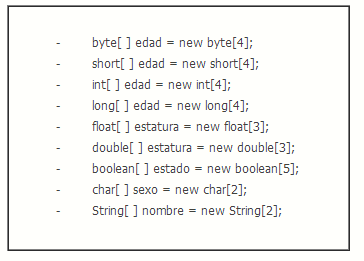 - byte[ ] edad = new byte[4];
- short[ ] edad = new short[4];
- int[ ] edad = new int[4];
- long[ ] edad = new long[4];
- float[ ] estatura = new float[3];
- double[ ] estatura = new double[3];
- boolean[ ] estado = new boolean[5];
- char[ ] sexo = new char[2];
- String[ ] nombre = new String[2];